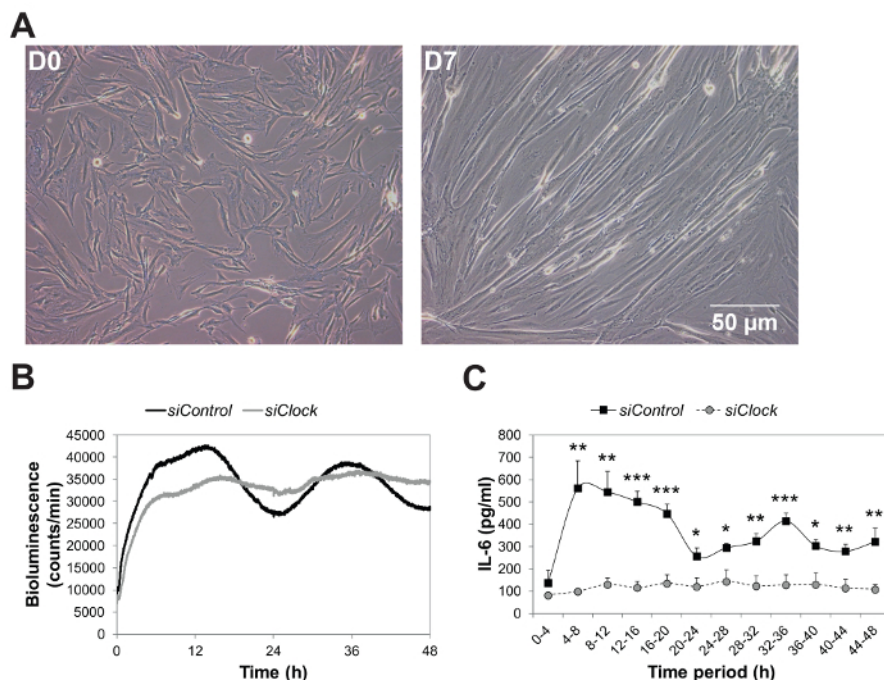 A
D0
D7
50 µm
B
siControl siClock
Bioluminescence
(counts/min)
45000
40000
35000
30000
25000
20000
15000
10000
5000
0
0 12 24 36 48
Time (h)
C
siControl siClock
IL-6 (pg/ml)
800
700
600
500
400
300
200
100
0
** ** *** *** * * ** *** * ** **
0-4 4-8 8-12 12-16 16-20 20-24 24-28 28-32 32-36 36-40 40-44 44-48
Time period (h)